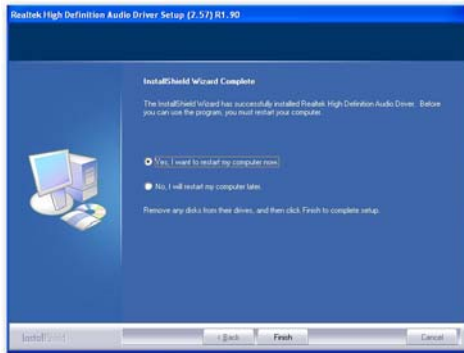 Realtek High Definition Audio Driver Setup (2.57) R1.90
InstallShield Wizard Complete
The InstallShield Wizard has successfully installed Realtek High Definition Audio Driver. Before
you can use the program, you must restart your computer.
Yes, I want to restart my computer now.
No, I will restart my computer later.
Remove any disks from their drives, and then click Finish to complete setup.
InstallShield
< Back
Finish
Cancel